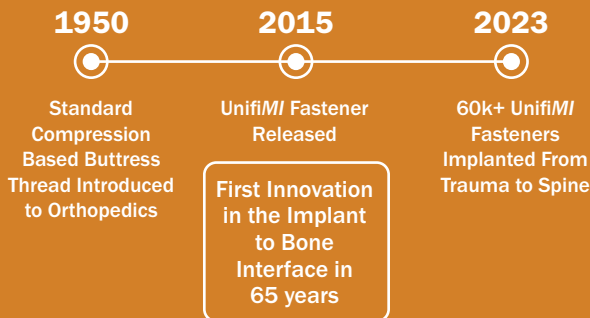 1950
Standard
Compression
Based Buttress
Thread Introduced
to Orthopedics
2015
UnifiMI Fastener
Released
First Innovation
in the Implant
to Bone
Interface in
65 years
2023
60k+ UnifiMI
Fasteners
Implanted From
Trauma to Spine